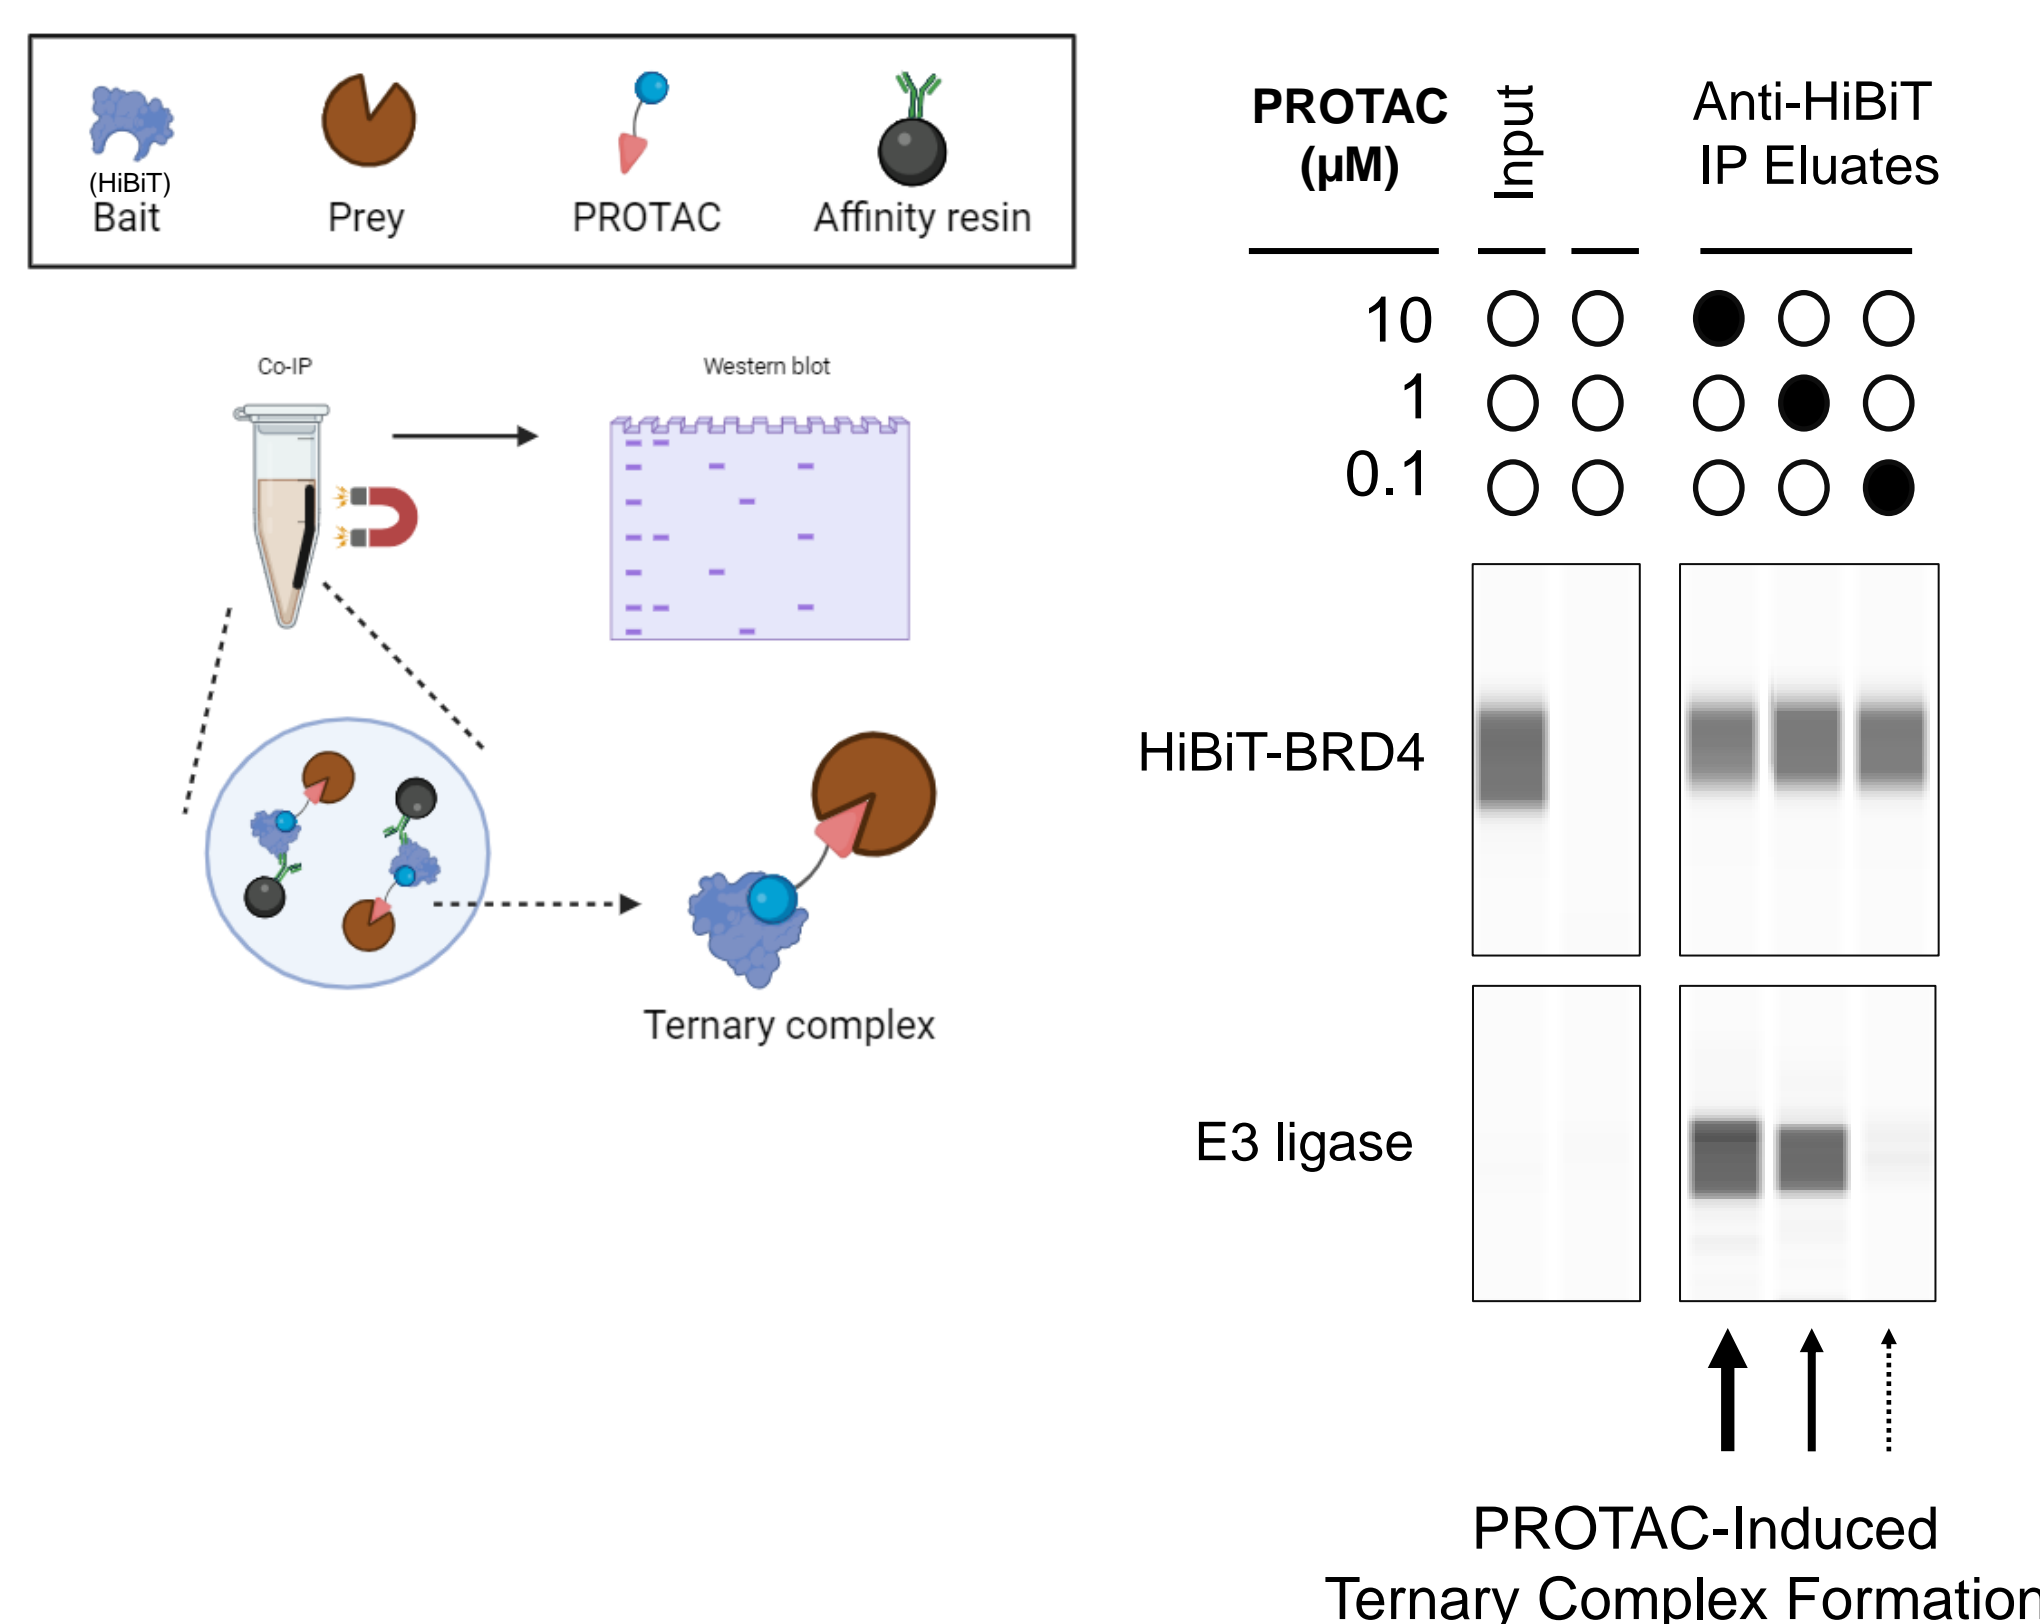 (HiBiT)
Bait
Prey
PROTAC
Affinity resin
Co-IP
Western blot
Ternary complex
PROTAC
(µM)
Input
Anti-HiBiT
IP Eluates
10
1
0.1
HiBiT-BRD4
E3 ligase
PROTAC-Induced
Ternary Complex Formation